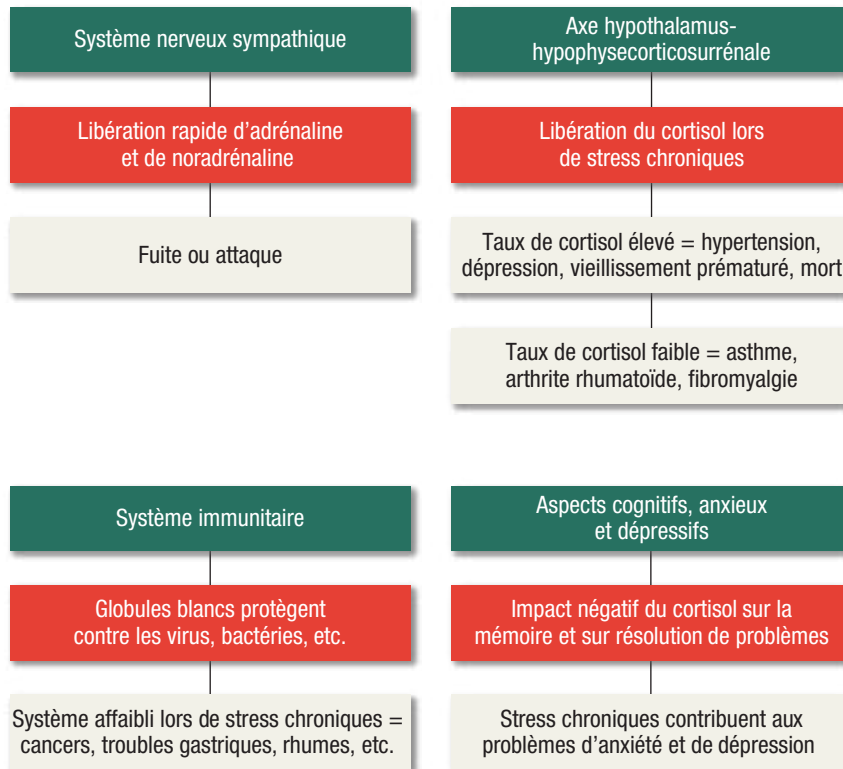 Système nerveux sympathique
Libération rapide d'adrénaline
et de noradrénaline
Fuite ou attaque
Axe hypothalamus-
hypophysecorticosurrénale
Libération du cortisol lors
de stress chroniques
Taux de cortisol élevé = hypertension,
dépression, vieillissement prématuré, mort
Taux de cortisol faible = asthme,
arthrite rhumatoïde, fibromyalgie
Système immunitaire
Globules blancs protègent
contre les virus, bactéries, etc.
Système affaibli lors de stress chroniques =
cancers, troubles gastriques, rhumes, etc.
Aspects cognitifs, anxieux
et dépressifs
Impact négatif du cortisol sur la
mémoire et sur résolution de problèmes
Stress chroniques contribuent aux
problèmes d'anxiété et de dépression